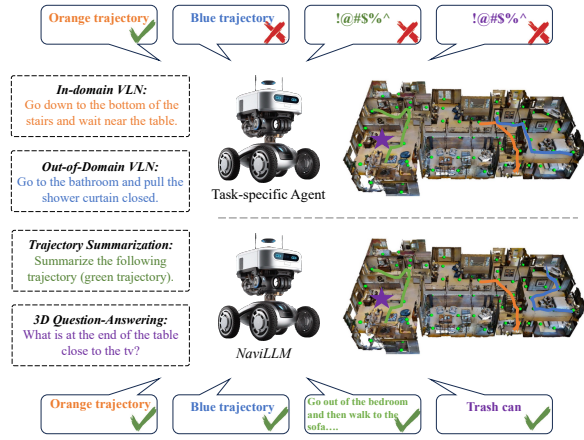 Orange trajectory
Blue trajectory
!@#$%^
!@#$%^
In-domain VLN:
Go down to the bottom of the
stairs and wait near the table.
Out-of-Domain VLN:
Go to the bathroom and pull the
shower curtain closed.
Task-specific Agent
Trajectory Summarization:
Summarize the following
trajectory (green trajectory).
3D Question-Answering:
What is at the end of the table
close to the tv?
NaviLLM
Orange trajectory
Blue trajectory
Go out of the bedroom
and then walk to the
sofa….
Trash can